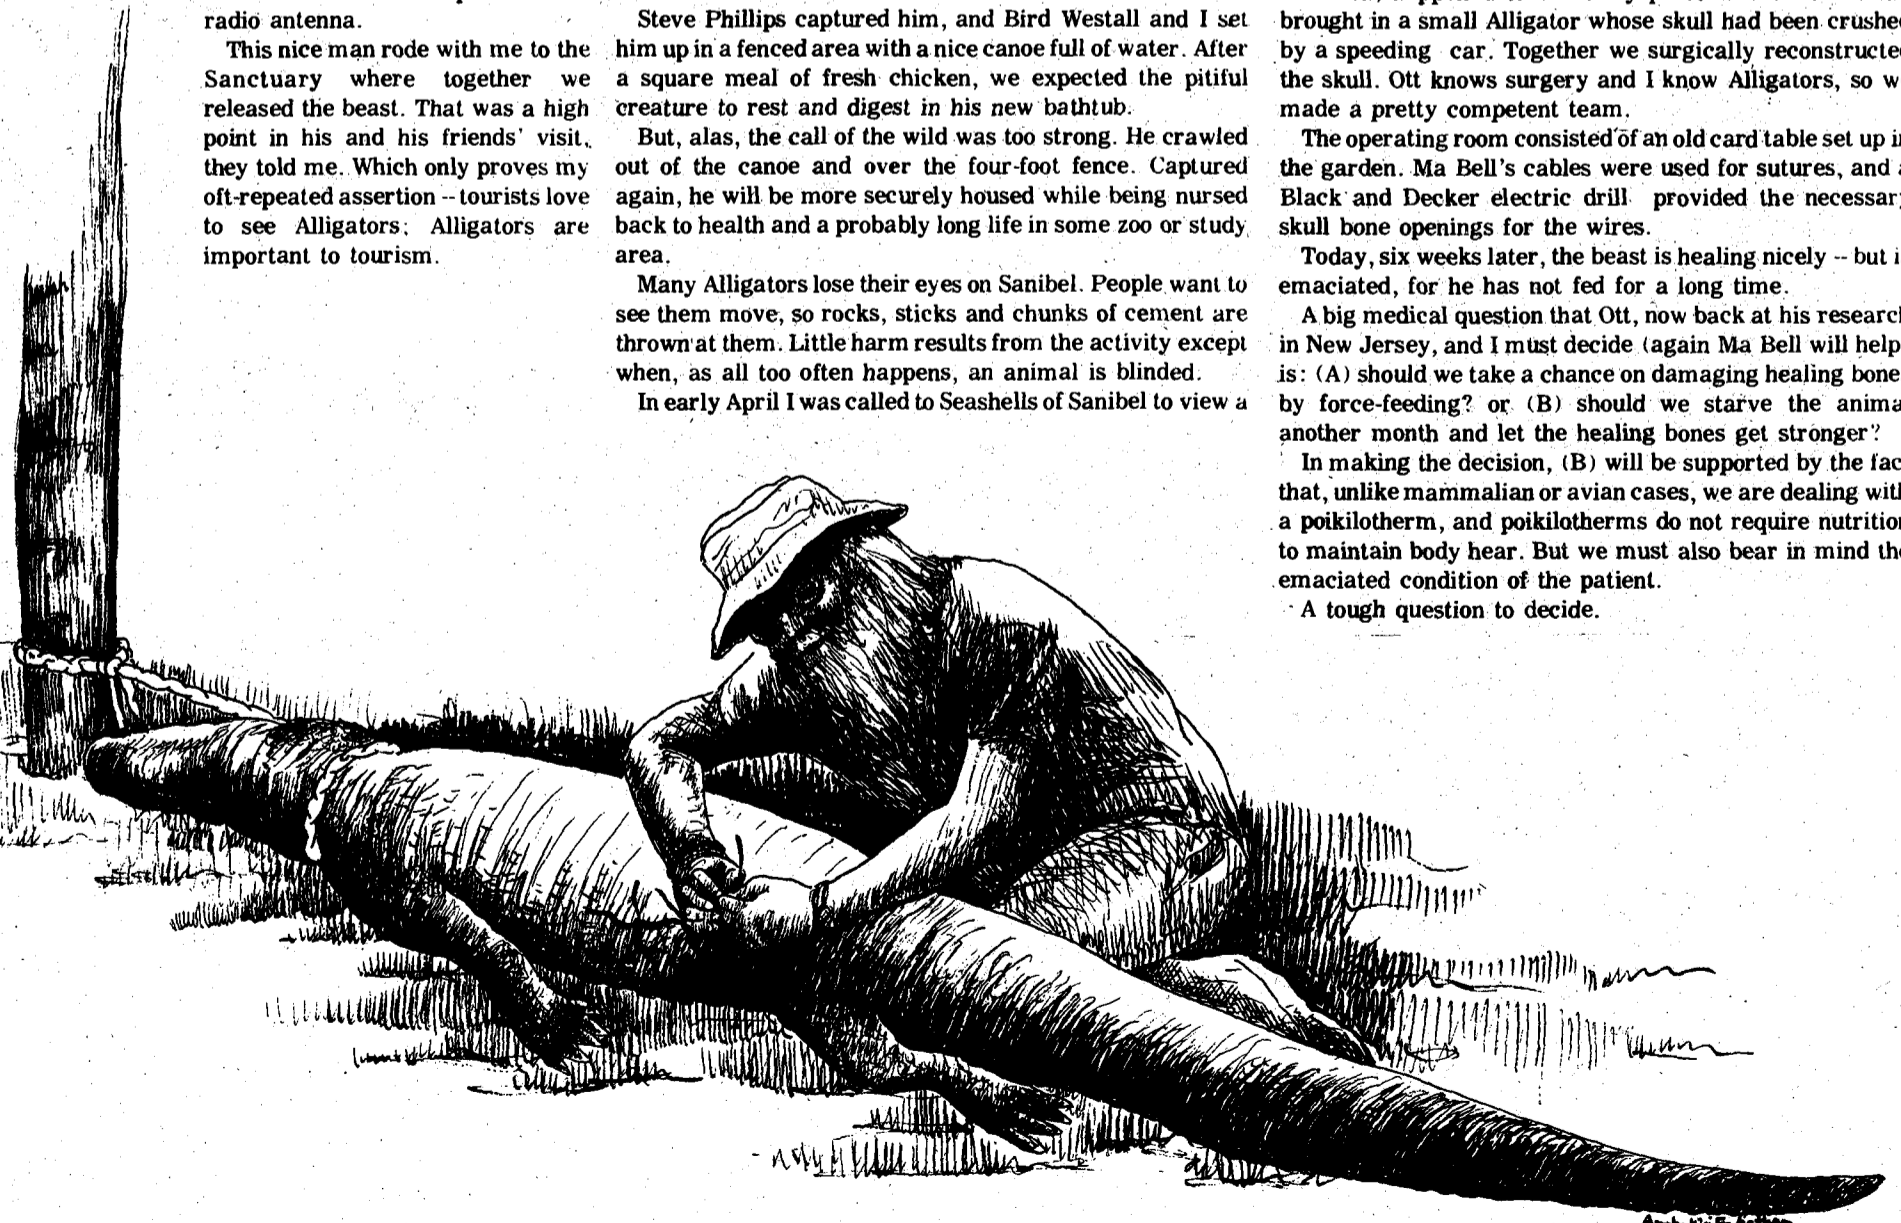 radio antenna.
This nice man rode with me to the
Sanctuary where together we
released the beast. That was a high
point in his and his friends' visit,
they told me. Which only proves my
oft-repeated assertion -- tourists love
to see Alligators; Alligators are
important to tourism.
Steve Phillips captured him, and Bird Westall and I set
him up in a fenced area with a nice canoe full of water. After
a square meal of fresh chicken, we expected the pitiful
creature to rest and digest in his new bathtub.
But, alas, the call of the wild was too strong. He crawled
out of the canoe and over the four-foot fence. Captured
again, he will be more securely housed while being nursed
back to health and a probably long life in some zoo or study
area.
Many Alligators lose their eyes on Sanibel. People want to
see them move, so rocks, sticks and chunks of cement are
thrown at them. Little harm results from the activity except
when, as all too often happens, an animal is blinded.
In early April I was called to Seashells of Sanibel to view a
brought in a small Alligator whose skull had been crushe
by a speeding car. Together we surgically reconstructe
the skull. Ott knows surgery and I know Alligators, so w
made a pretty competent team.
The operating room consisted of an old card table set up i
the garden. Ma Bell's cables were used for sutures, and a
Black and Decker electric drill provided the necessar
skull bone openings for the wires.
Today, six weeks later, the beast is healing nicely -- but i
emaciated, for he has not fed for a long time.
A big medical question that Ott, now back at his researc
in New Jersey, and I must decide (again Ma Bell will help
is: (A) should we take a chance on damaging healing bone
by force-feeding? or (B) should we starve the anima
another month and let the healing bones get stronger?
In making the decision, (B) will be supported by the fac
that, unlike mammalian or avian cases, we are dealing wit
a poikilotherm, and poikilotherms do not require nutritio
to maintain body hear. But we must also bear in mind th
emaciated condition of the patient.
A tough question to decide.